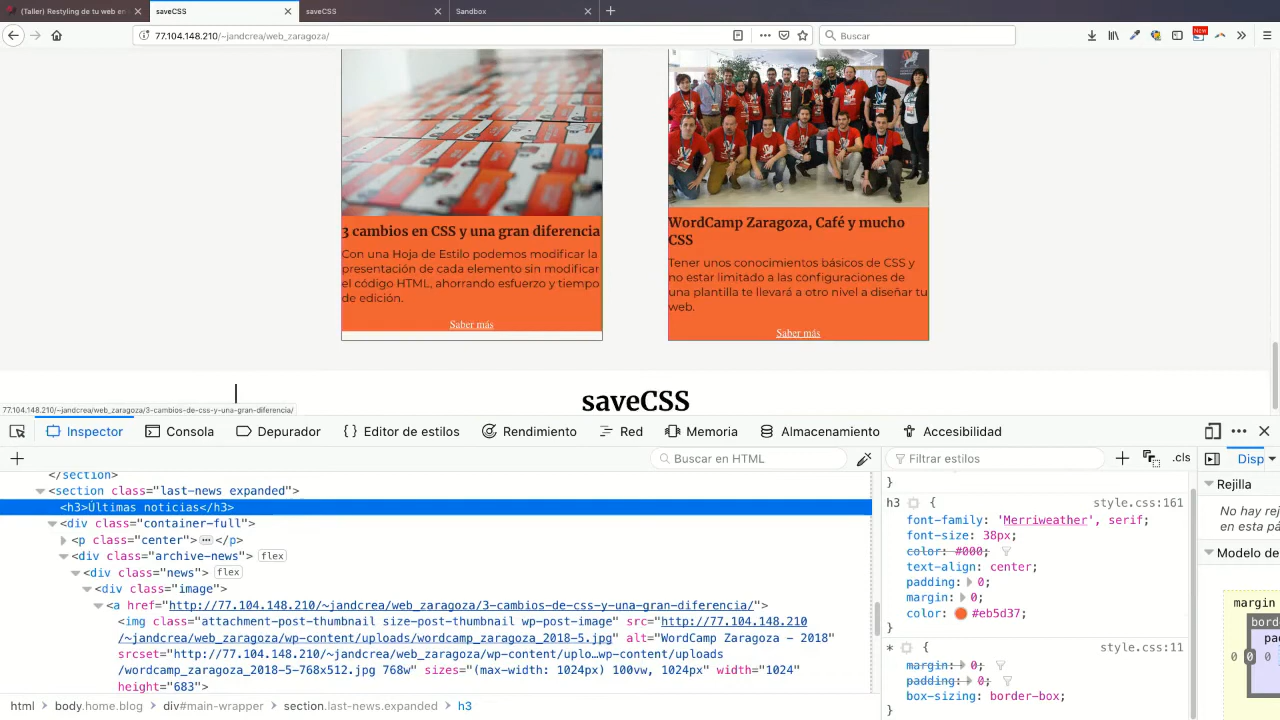 (Taller) Restyling de tu web en
saveCSS
saveCSS
Sandbox
77.104.148.210/~jandcrea/web_zaragoza/
Buscar
New
3 cambios en CSS y una gran diferencia
Con una Hoja de Estilo podemos modificar la
presentación de cada elemento sin modificar
el código HTML, ahorrando esfuerzo y tiempo
de edición.
Saber más
WordCamp Zaragoza, Café y mucho
CSS
Tener unos conocimientos básicos de CSS y
no estar limitado a las configuraciones de
una plantilla te llevará a otro nivel a diseñar tu
web.
Saber más
saveCSS
77.104.148.210/~jandcrea/web_zaragoza/3-cambios-de-css-y-una-gran-diferencia/
Inspector
Consola
Depurador
{ } Editor de estilos
Rendimiento
Red
Memoria
Almacenamiento
Accesibilidad
Buscar en HTML
Filtrar estilos
.cls
Disp
</section>
<section class="last-news expanded">
<h3>Últimas noticias</h3>
<div class="container-full">
<p class="center"> … </p>
<div class="archive-news"> flex
<div class="news"> flex
<div class="image">
<a href="http://77.104.148.210/~jandcrea/web_zaragoza/3-cambios-de-css-y-una-gran-diferencia/">
<img class="attachment-post-thumbnail size-post-thumbnail wp-post-image" src="http://77.104.148.210
/~jandcrea/web_zaragoza/wp-content/uploads/wordcamp_zaragoza_2018-5.jpg" alt="WordCamp Zaragoza – 2018"
srcset="http://77.104.148.210/~jandcrea/web_zaragoza/wp-content/uplo…wp-content/uploads
/wordcamp_zaragoza_2018-5-768x512.jpg 768w" sizes="(max-width: 1024px) 100vw, 1024px" width="1024"
height="683">
html
body.home.blog
div#main-wrapper
section.last-news.expanded
h3
}
h3 {
style.css:161
font-family: 'Merriweather', serif;
font-size: 38px;
color: #000;
text-align: center;
padding: 0;
margin: 0;
color: #eb5d37;
}
* {
style.css:11
margin: 0;
padding: 0;
box-sizing: border-box;
}
Rejilla
No hay rej
en esta pá
Modelo de
margin
bord
pa
0 0